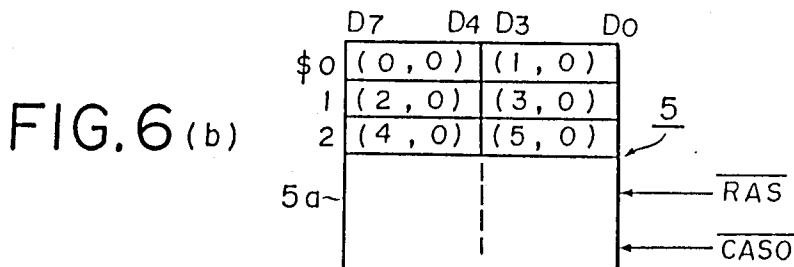 D7 D4 D3 D0
$0 (0,0) (1,0)
1 (2,0) (3,0)
FIG.6(b) 2 (4,0) (5,0) 5
5a
RAS
CAS0